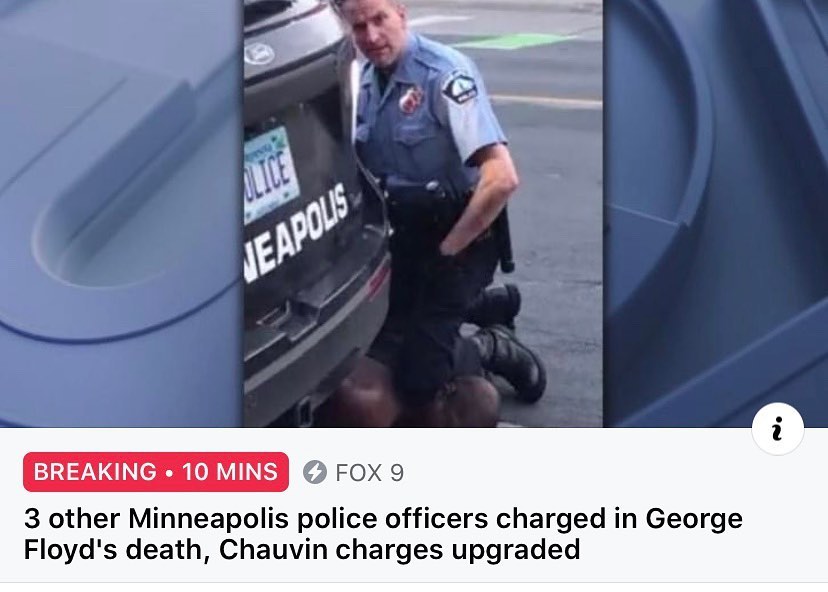 OLICE
NEAPOLIS
BREAKING • 10 MINS FOX 9
3 other Minneapolis police officers charged in George
Floyd's death, Chauvin charges upgraded